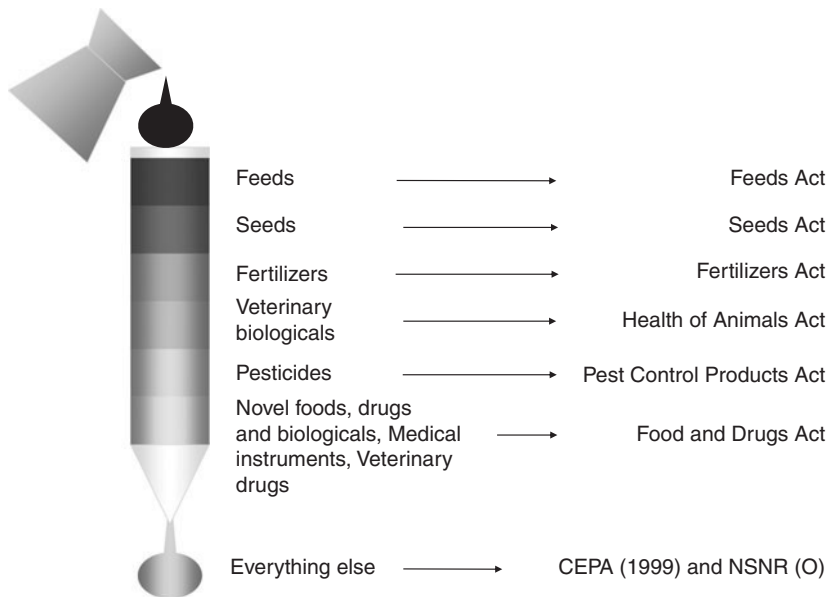 Feeds Feeds Act
Seeds Seeds Act
Fertilizers Fertilizers Act
Veterinary
biologicals Health of Animals Act
Pesticides Pest Control Products Act
Novel foods, drugs
and biologicals, Medical Food and Drugs Act
instruments, Veterinary
drugs
Everything else CEPA (1999) and NSNR (O)